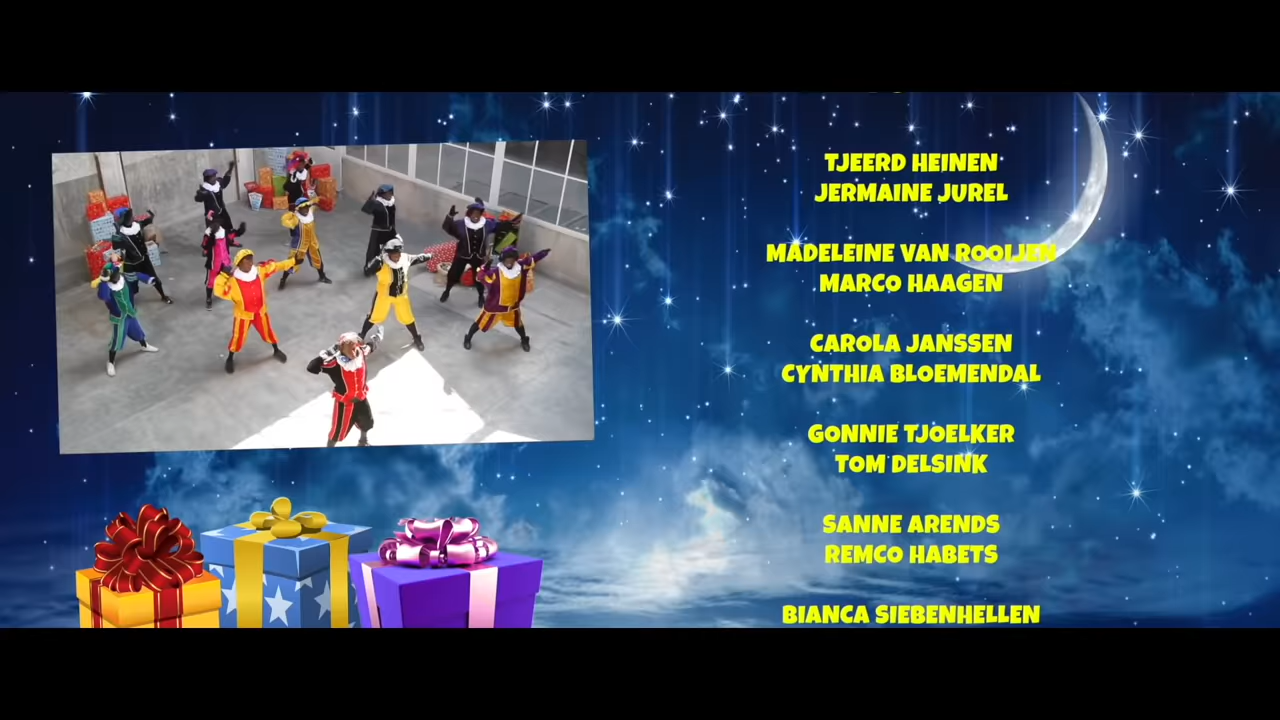 TJEERD HEINEN
JERMAINE JUREL
MADELEINE VAN ROOIJEN
MARCO HAAGEN
CAROLA JANSSEN
CYNTHIA BLOEMENDAL
GONNIE TJOELKER
TOM DELSINK
SANNE ARENDS
REMCO HABETS
BIANCA SIEBENHELLEN